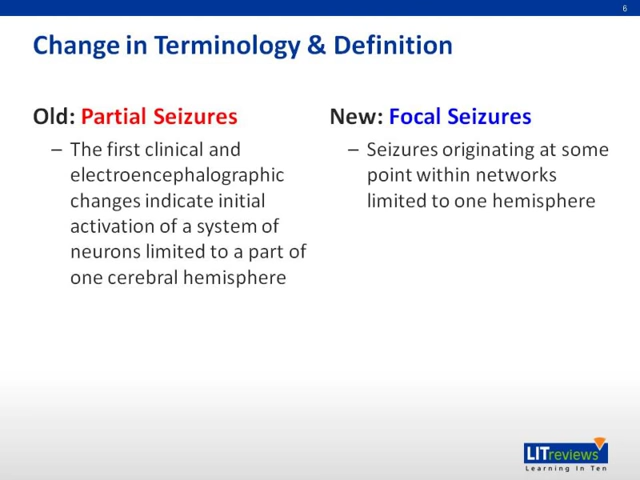 6
Change in Terminology & Definition
Old: Partial Seizures
– The first clinical and
electroencephalographic
changes indicate initial
activation of a system of
neurons limited to a part of
one cerebral hemisphere
New: Focal Seizures
– Seizures originating at some
point within networks
limited to one hemisphere
LITreviews
Learning In Ten